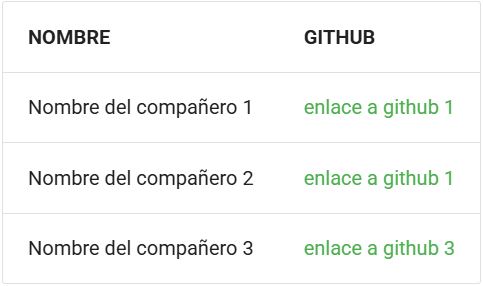 NOMBRE GITHUB
Nombre del compañero 1 enlace a github 1
Nombre del compañero 2 enlace a github 1
Nombre del compañero 3 enlace a github 3